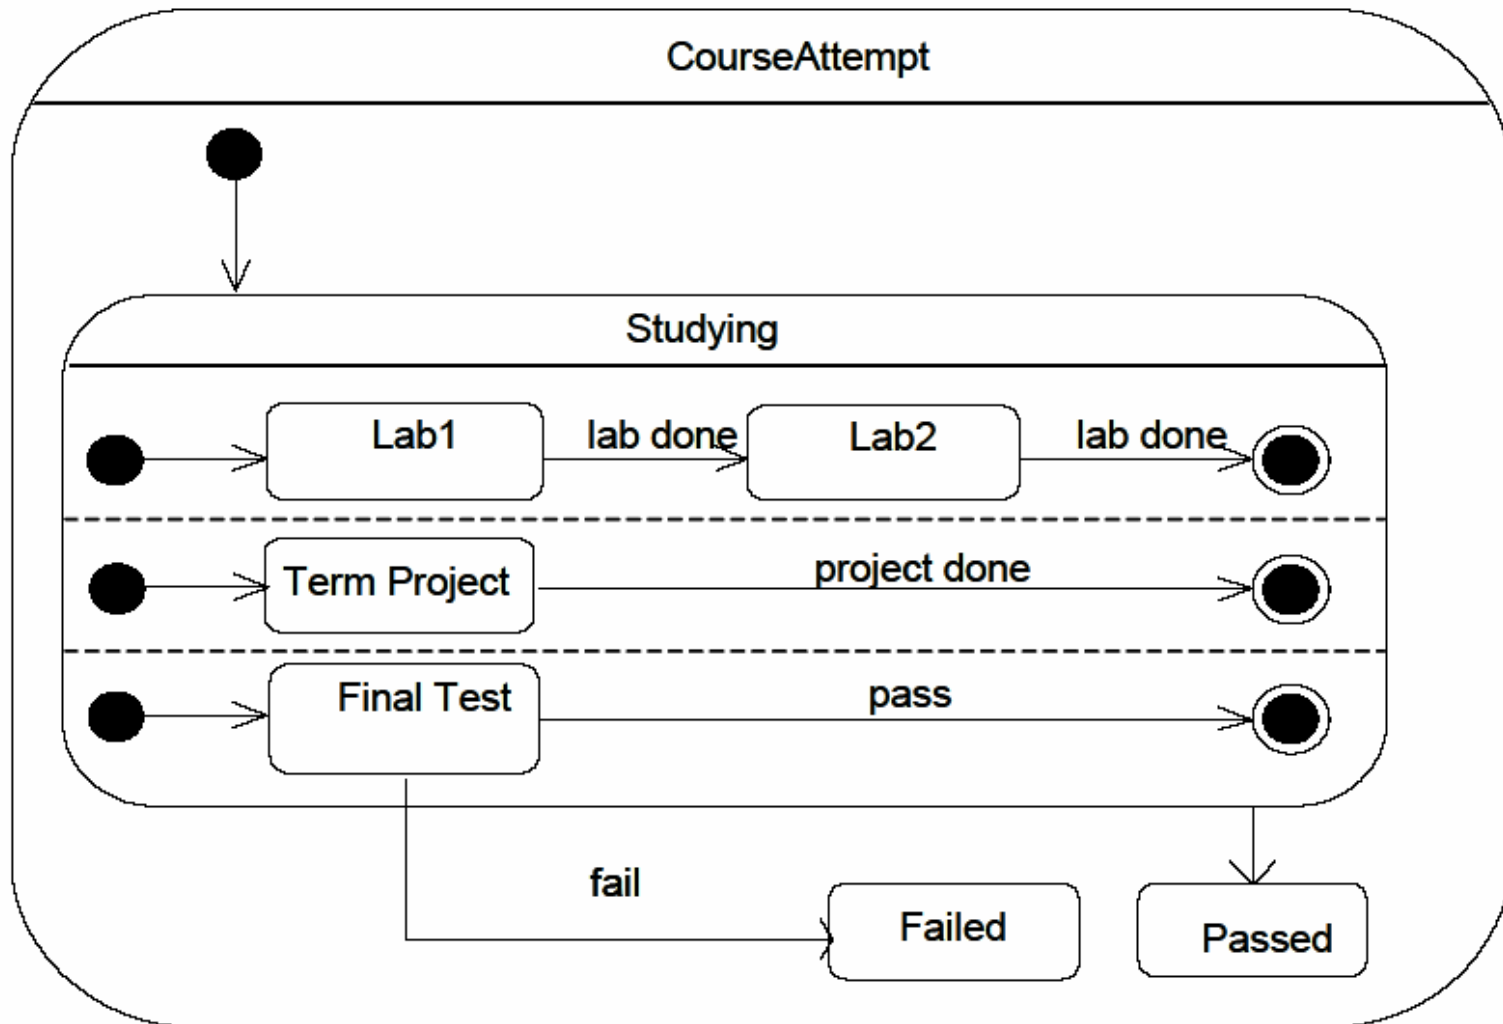 CourseAttempt
Studying
Lab1
lab done
Lab2
lab done
Term Project
project done
Final Test
pass
fail
Failed
Passed